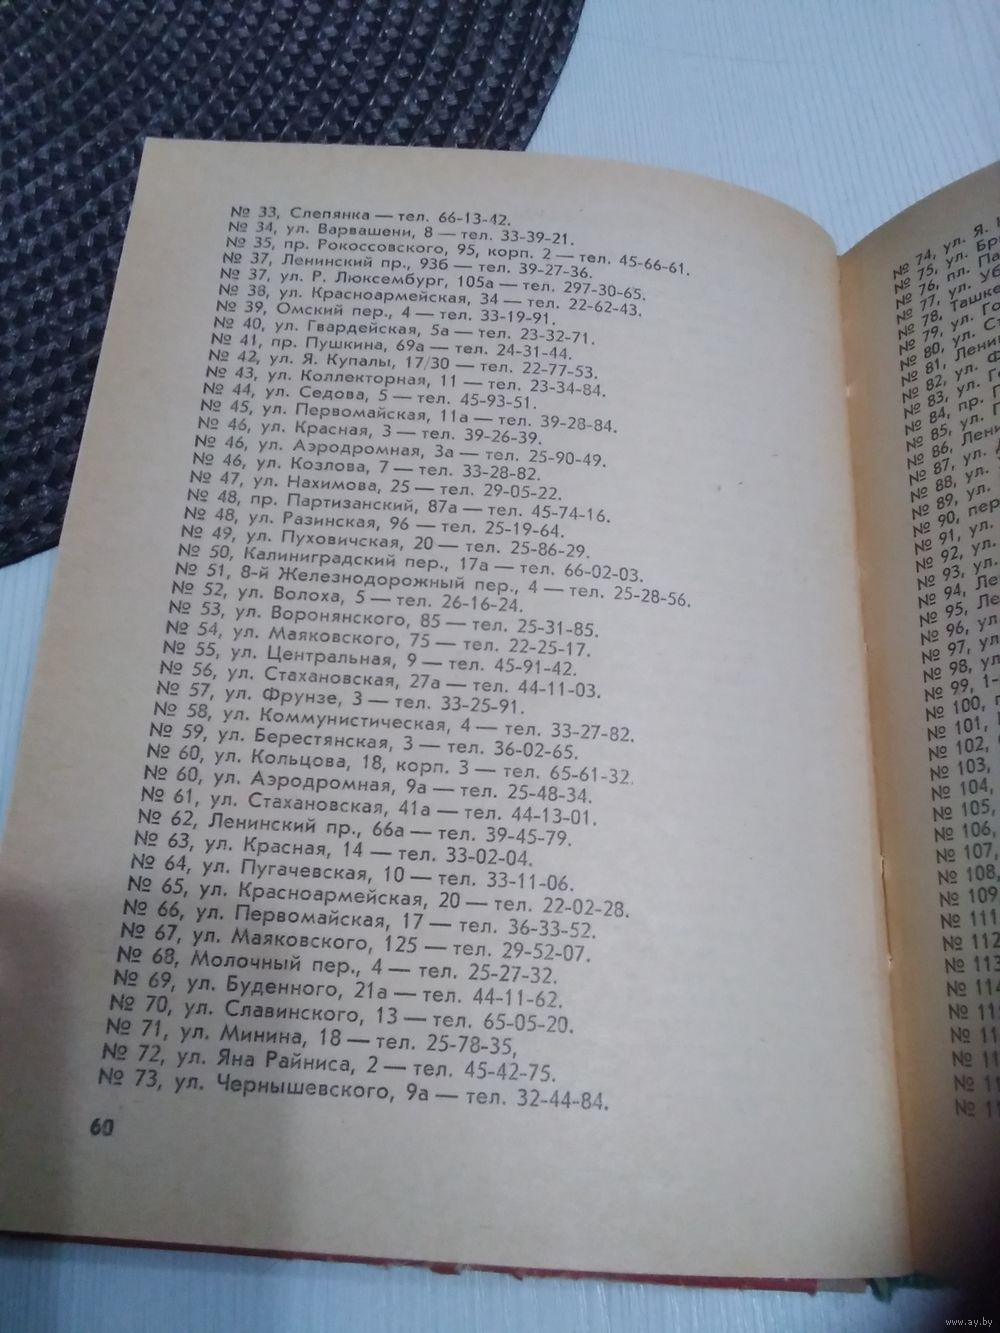 № 33, Слепянка — тел. 66-13-42.
№ 34, ул. Варвашени, 8 — тел. 33-39-21.
№ 35, пр. Рокоссовского, 95, корп. 2 — тел. 45-66-61.
№ 37, Ленинский пр., 93б — тел. 39-27-36.
№ 37, ул. Р. Люксембург, 105а — тел. 297-30-65.
№ 38, ул. Красноармейская, 34 — тел. 22-62-43.
№ 39, Омский пер., 4 — тел. 33-19-91.
№ 40, ул. Гвардейская, 5а — тел. 23-32-71.
№ 41, пр. Пушкина, 69а — тел. 24-31-44.
№ 42, ул. Я. Купалы, 17/30 — тел. 22-77-53.
№ 43, ул. Коллекторная, 11 — тел. 23-34-84.
№ 44, ул. Седова, 5 — тел. 45-93-51.
№ 45, ул. Первомайская, 11а — тел. 39-28-84.
№ 46, ул. Красная, 3 — тел. 39-26-39.
№ 46, ул. Аэродромная, 3а — тел. 25-90-49.
№ 46, ул. Козлова, 7 — тел. 33-28-82.
№ 47, ул. Нахимова, 25 — тел. 29-05-22.
№ 48, пр. Партизанский, 87а — тел. 45-74-16.
№ 48, ул. Разинская, 96 — тел. 25-19-64.
№ 49, ул. Пуховичская, 20 — тел. 25-86-29.
№ 50, Калиниградский пер., 17а — тел. 66-02-03.
№ 51, 8-й Железнодорожный пер., 4 — тел. 25-28-56.
№ 52, ул. Волоха, 5 — тел. 26-16-24.
№ 53, ул. Воронянского, 85 — тел. 25-31-85.
№ 54, ул. Маяковского, 75 — тел. 22-25-17.
№ 55, ул. Центральная, 9 — тел. 45-91-42.
№ 56, ул. Стахановская, 27а — тел. 44-11-03.
№ 57, ул. Фрунзе, 3 — тел. 33-25-91.
№ 58, ул. Коммунистическая, 4 — тел. 33-27-82.
№ 59, ул. Берестянская, 3 — тел. 36-02-65.
№ 60, ул. Кольцова, 18, корп. 3 — тел. 65-61-32.
№ 60, ул. Аэродромная, 9а — тел. 25-48-34.
№ 61, ул. Стахановская, 41а — тел. 44-13-01.
№ 62, Ленинский пр., 66а — тел. 39-45-79.
№ 63, ул. Красная, 14 — тел. 33-02-04.
№ 64, ул. Пугачевская, 10 — тел. 33-11-06.
№ 65, ул. Красноармейская, 20 — тел. 22-02-28.
№ 66, ул. Первомайская, 17 — тел. 36-33-52.
№ 67, ул. Маяковского, 125 — тел. 29-52-07.
№ 68, Молочный пер., 4 — тел. 25-27-32.
№ 69, ул. Буденного, 21а — тел. 44-11-62.
№ 70, ул. Славинского, 13 — тел. 65-05-20.
№ 71, ул. Минина, 18 — тел. 25-78-35,
№ 72, ул. Яна Райниса, 2 — тел. 45-42-75.
№ 73, ул. Чернышевского, 9а — тел. 32-44-84.
60
№ 74, ул. Я.
№ 75, ул.
№ 76, пл.
№ 77, ул.
№ 78,
№ 79, ул.
№ 80, ул.
№ 81,
№ 82, ул.
№ 83, ул.
№ 84, пр.
№ 85, ул.
№ 86,
№ 87, ул.
№ 88, ул.
№ 89, ул.
№ 90, пер
№ 91, ул.
№ 92, ул.
№ 93, ул.
№ 94,
№ 95,
№ 96, ул
№ 97, ул
№ 98, ул
№ 99, 1-
№ 100,
№ 101,
№ 102,
№ 103,
№ 104,
№ 105,
№ 106,
№ 107,
№ 108,
№ 109
№ 111
№ 112
№ 113
№ 114
www.ay.by